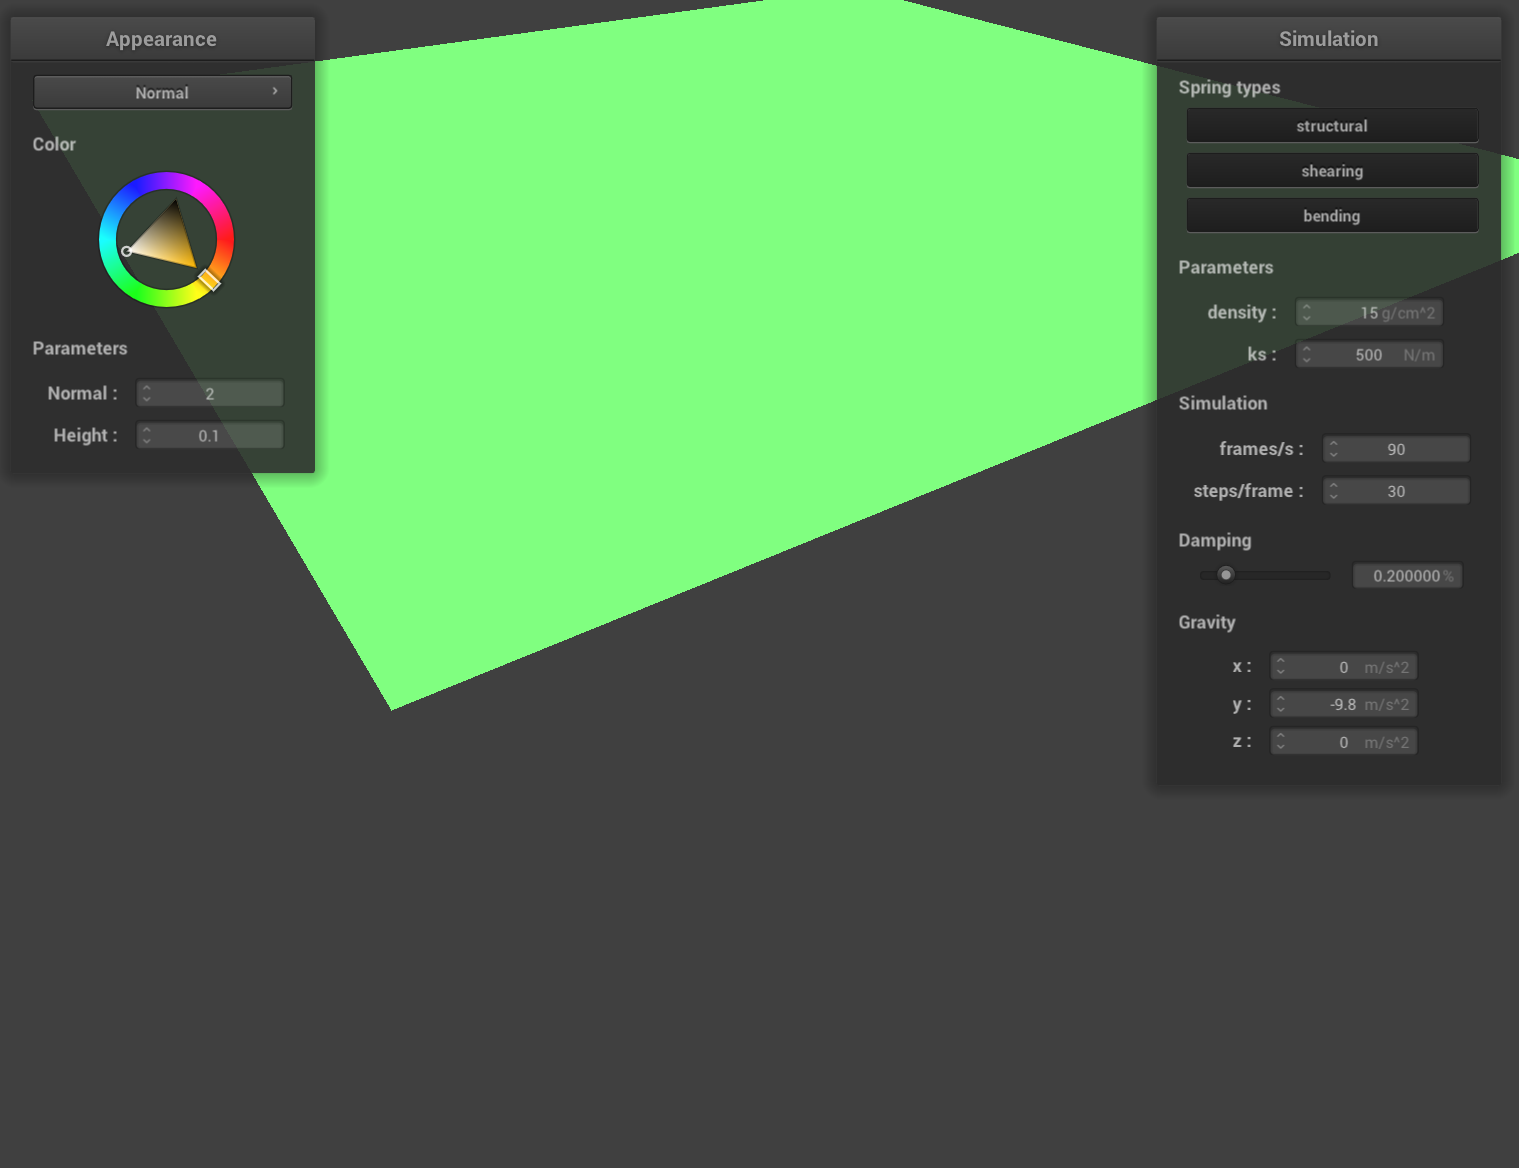 Appearance
Normal
Color
Parameters
Normal : 2
Height : 0.1
Simulation
Spring types
structural
shearing
bending
Parameters
density : 15 g/cm^2
ks : 500 N/m
Simulation
frames/s : 90
steps/frame : 30
Damping
0.200000 %
Gravity
x : 0 m/s^2
y : -9.8 m/s^2
z : 0 m/s^2